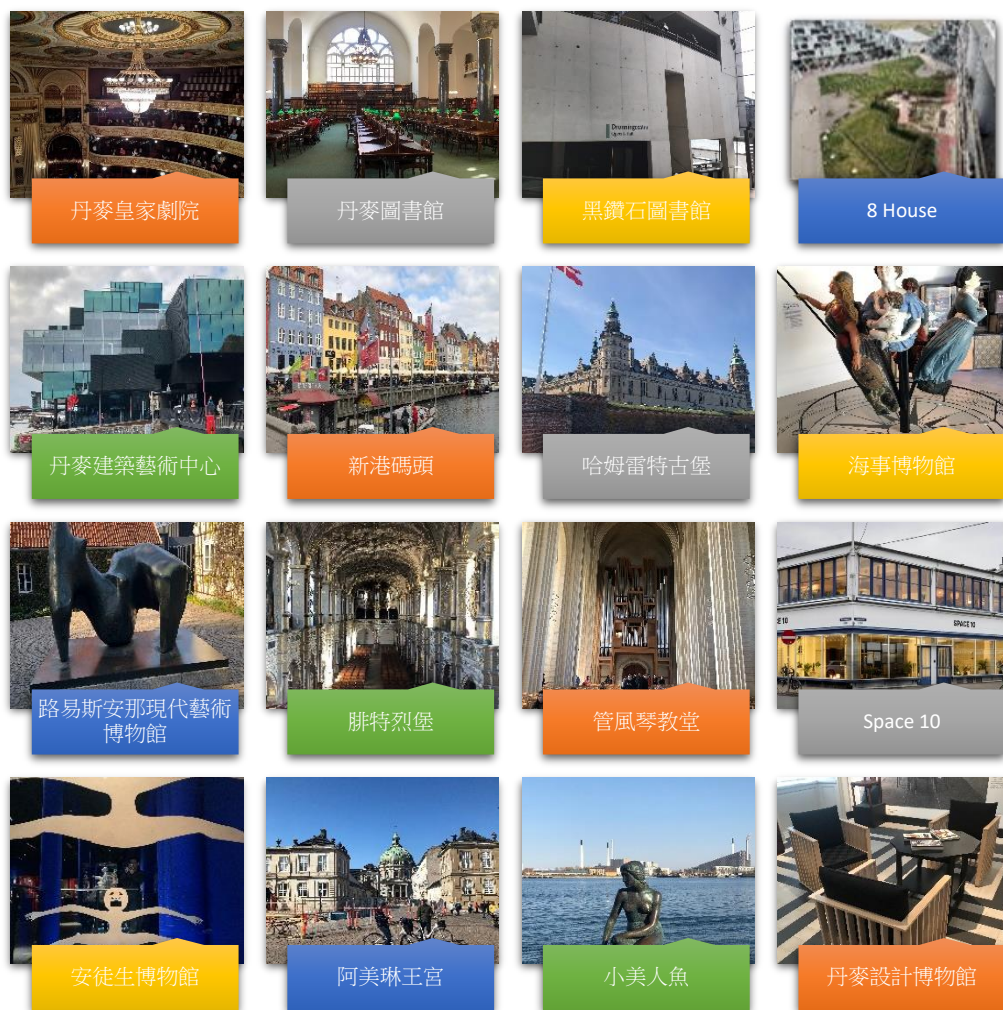 丹麥皇家劇院
丹麥圖書館
黑鑽石圖書館
8 House
丹麥建築藝術中心
新港碼頭
哈姆雷特古堡
海事博物館
路易斯安那現代藝術
博物館
腓特烈堡
管風琴教堂
SPACE 10
Space 10
安徒生博物館
阿美琳王宮
小美人魚
丹麥設計博物館